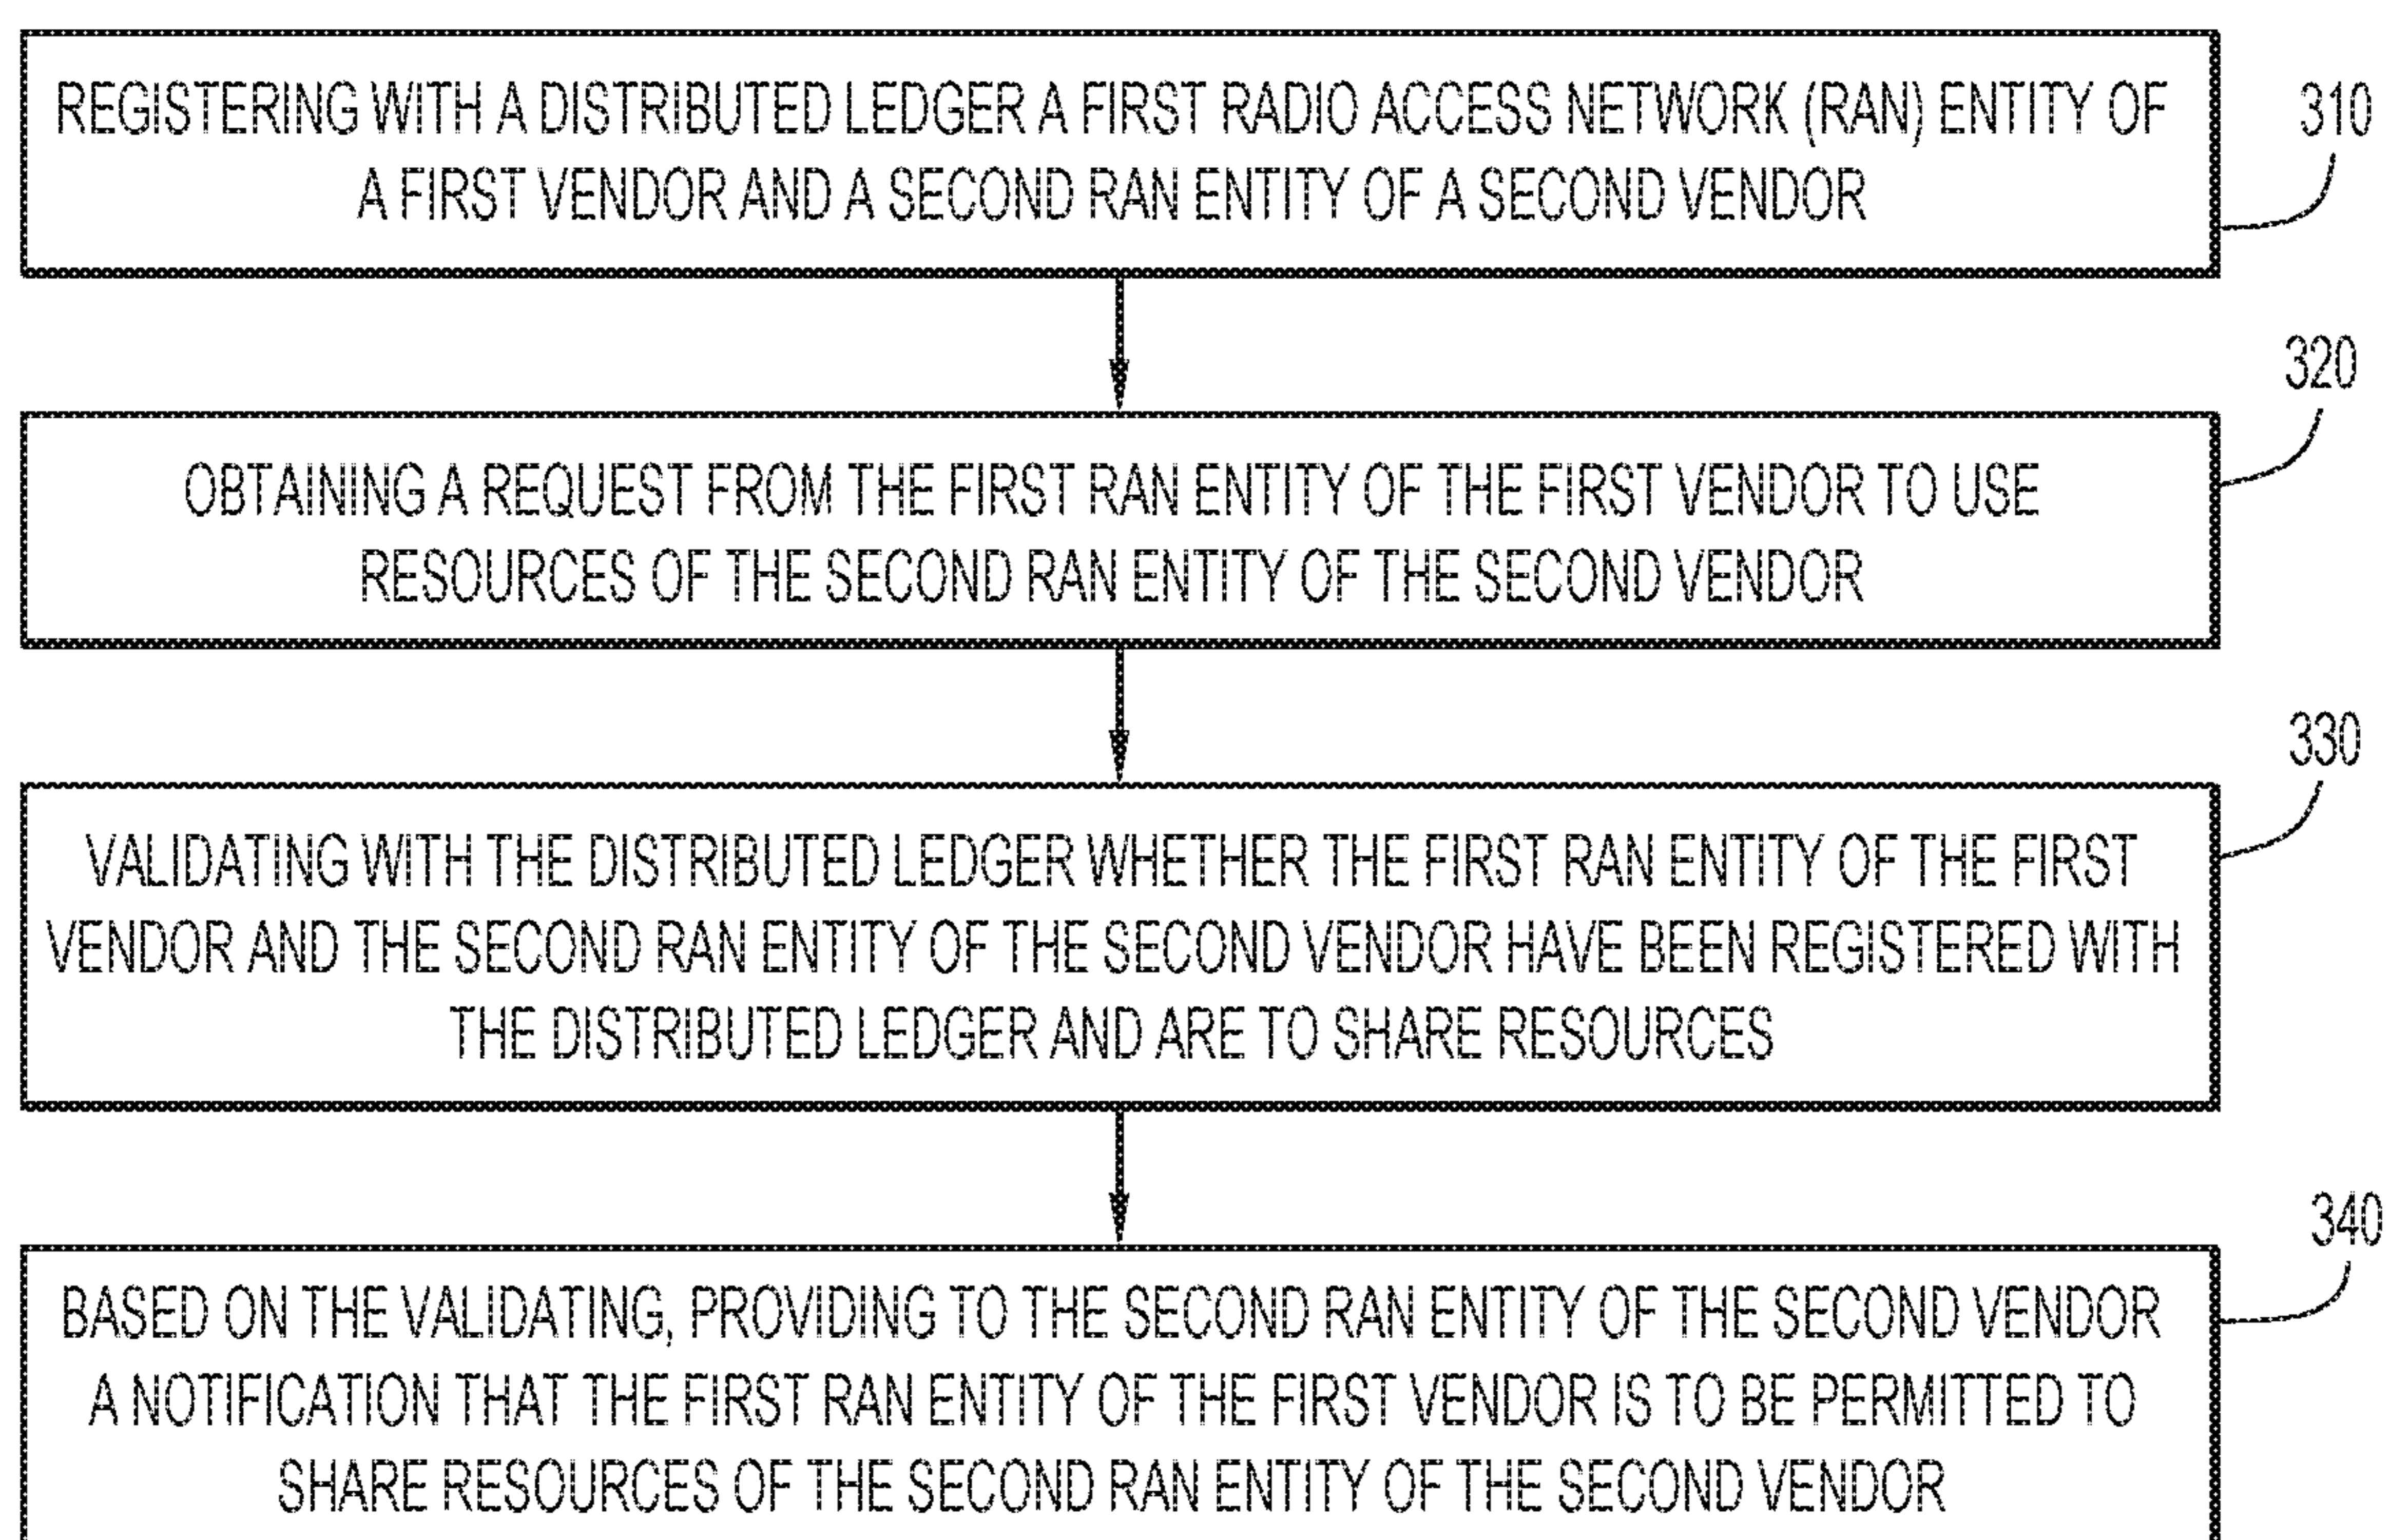 REGISTERING WITH A DISTRIBUTED LEDGER A FIRST RADIO ACCESS NETWORK (RAN) ENTITY OF
A FIRST VENDOR AND A SECOND RAN ENTITY OF A SECOND VENDOR
310
320
OBTAINING A REQUEST FROM THE FIRST RAN ENTITY OF THE FIRST VENDOR TO USE
RESOURCES OF THE SECOND RAN ENTITY OF THE SECOND VENDOR
330
VALIDATING WITH THE DISTRIBUTED LEDGER WHETHER THE FIRST RAN ENTITY OF THE FIRST
VENDOR AND THE SECOND RAN ENTITY OF THE SECOND VENDOR HAVE BEEN REGISTERED WITH
THE DISTRIBUTED LEDGER AND ARE TO SHARE RESOURCES
340
BASED ON THE VALIDATING, PROVIDING TO THE SECOND RAN ENTITY OF THE SECOND VENDOR
A NOTIFICATION THAT THE FIRST RAN ENTITY OF THE FIRST VENDOR IS TO BE PERMITTED TO
SHARE RESOURCES OF THE SECOND RAN ENTITY OF THE SECOND VENDOR